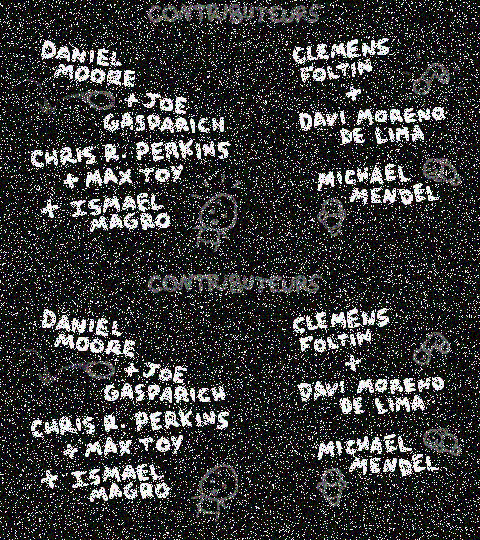 CONTRIBUTEURS
DANIEL
MOORE
+ JOE
GASPARICH
CHRIS R. PERKINS
+ MAX TOY
+ ISMAEL
MAGRO
CLEMENS
FOLTIN
+
DAVI MORENO
DE LIMA
MICHAEL
MENDEL
CONTRIBUTEURS
DANIEL
MOORE
+ JOE
GASPARICH
CHRIS R. PERKINS
+ MAX TOY
+ ISMAEL
MAGRO
CLEMENS
FOLTIN
+
DAVI MORENO
DE LIMA
MICHAEL
MENDEL